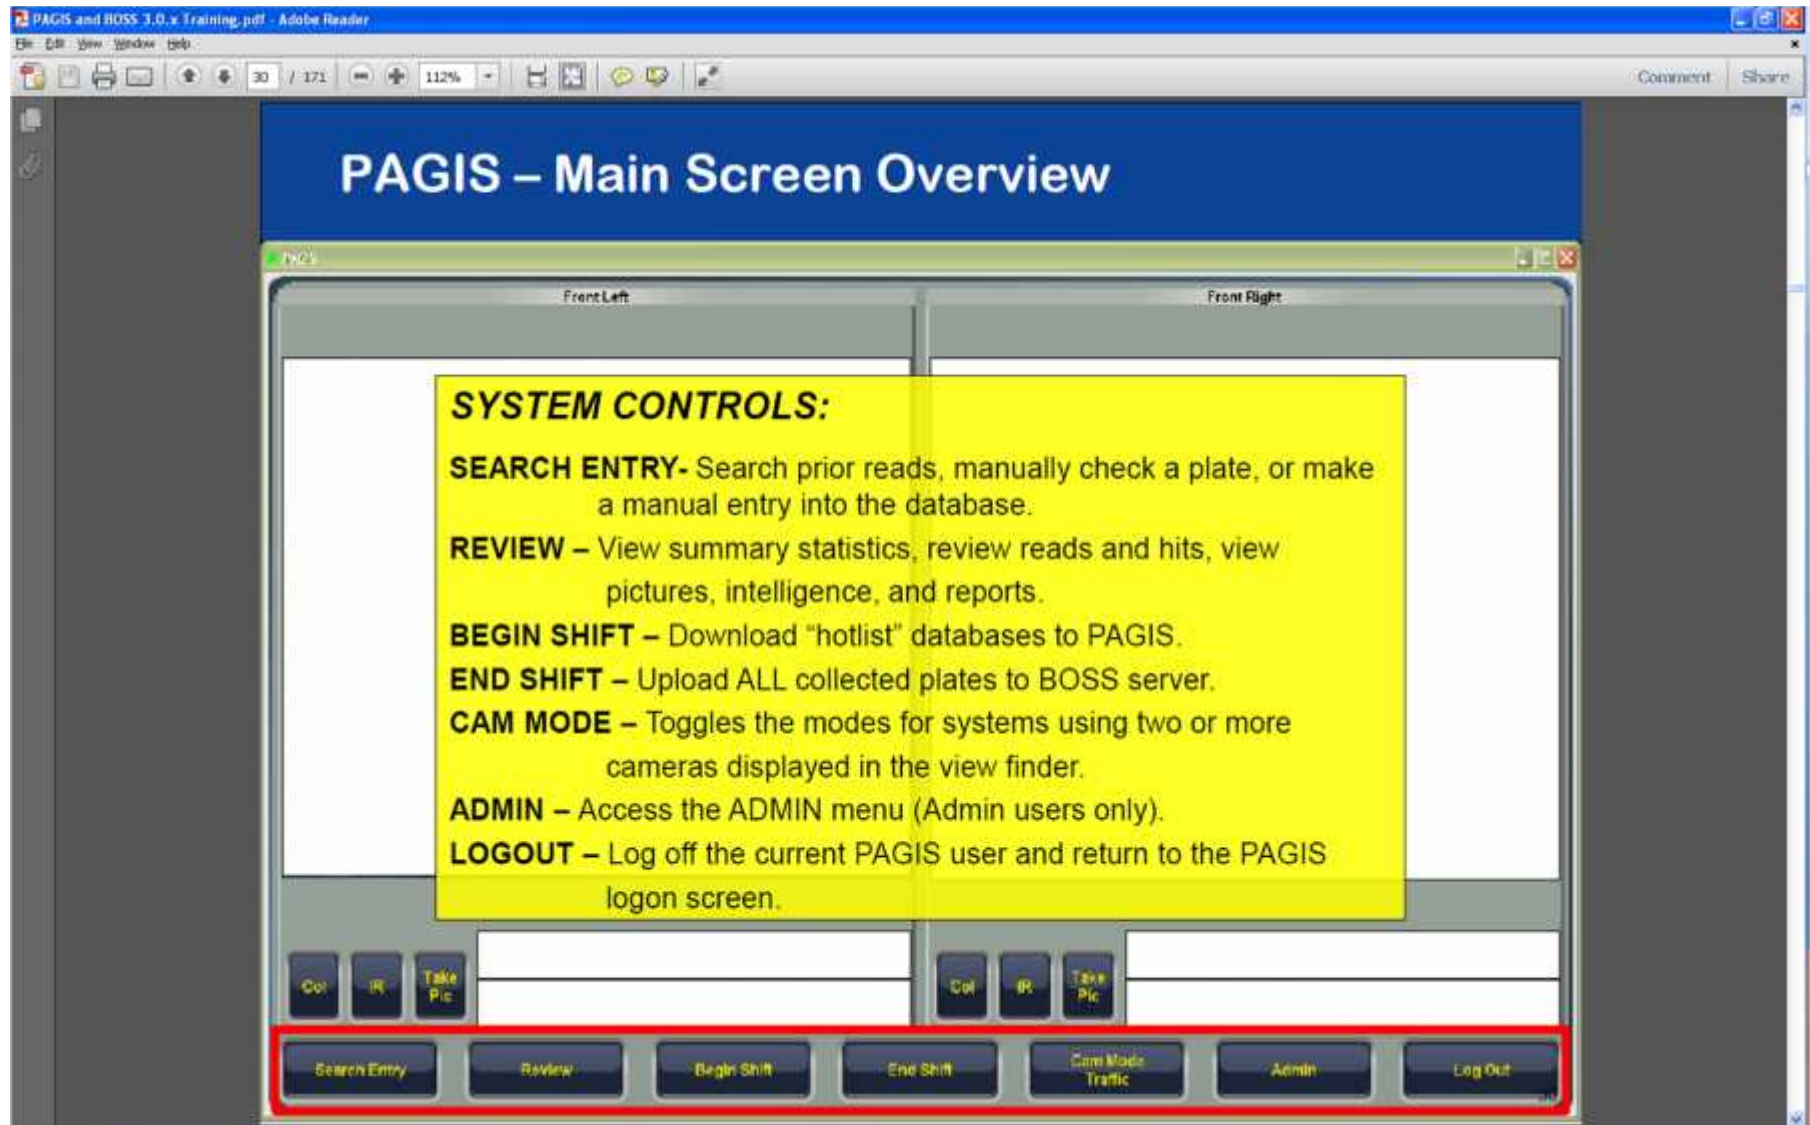 PAGIS and BOSS 3.0.x Training.pdf - Adobe Reader
File Edit View Window Help
30 / 171 112% Comment Share
PAGIS – Main Screen Overview
PAGIS
Front Left Front Right
SYSTEM CONTROLS:
SEARCH ENTRY- Search prior reads, manually check a plate, or make
a manual entry into the database.
REVIEW – View summary statistics, review reads and hits, view
pictures, intelligence, and reports.
BEGIN SHIFT – Download “hotlist” databases to PAGIS.
END SHIFT – Upload ALL collected plates to BOSS server.
CAM MODE – Toggles the modes for systems using two or more
cameras displayed in the view finder.
ADMIN – Access the ADMIN menu (Admin users only).
LOGOUT – Log off the current PAGIS user and return to the PAGIS
logon screen.
Col IR Take Pic Col IR Take Pic
Search Entry Review Begin Shift End Shift Cam Mode Traffic Admin Log Out